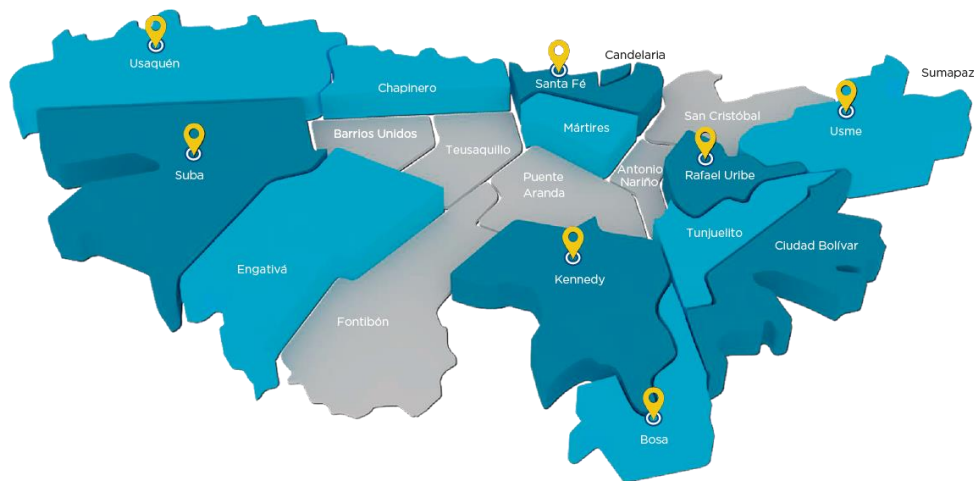 Usaquén
Chapinero
Candelaria
Santa Fé
Sumapaz
Suba
Barrios Unidos
Teusaquillo
Mártires
San Cristóbal
Usme
Puente
Aranda
Antonio
Nariño
Rafael Uribe
Engativá
Tunjuelito
Ciudad Bolívar
Kennedy
Fontibón
Bosa